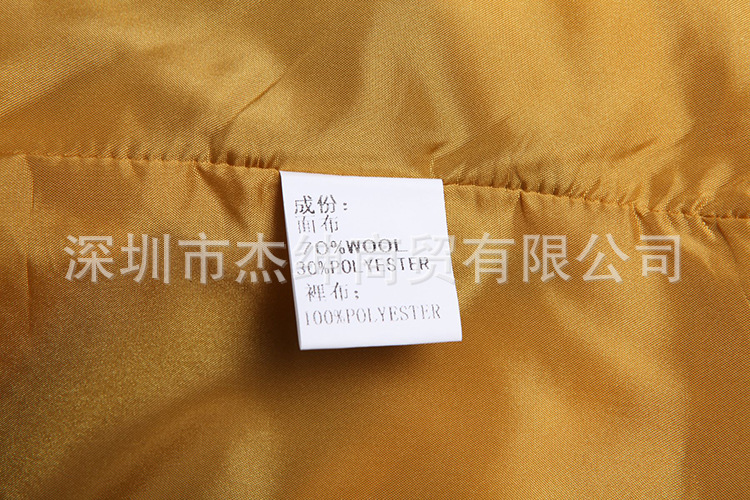 成份：
面布
70%WOOL
30%POLYESTER
裡布：
100%POLYESTER
深圳市杰 商贸有限公司